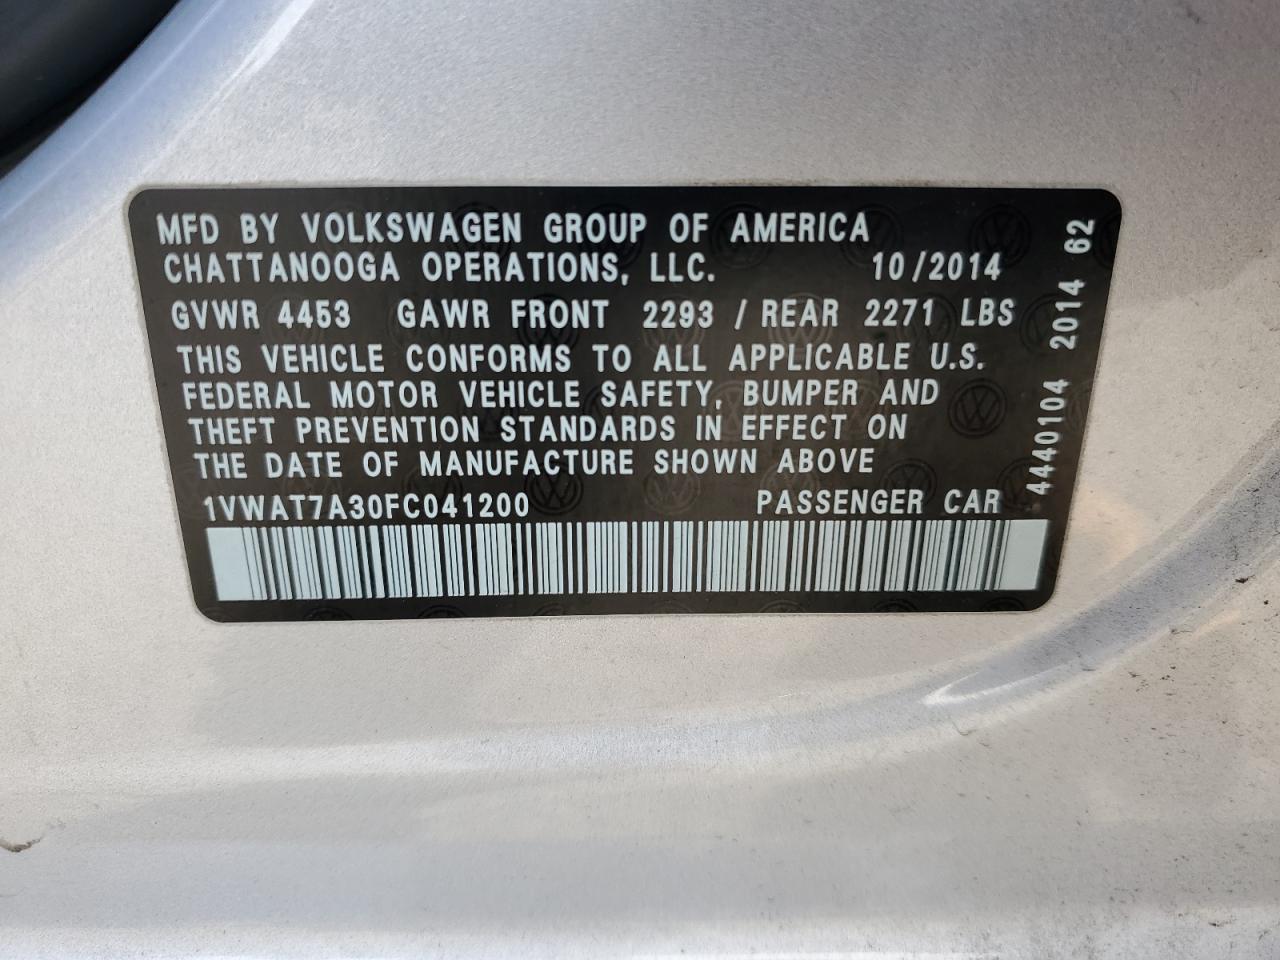 MFD BY VOLKSWAGEN GROUP OF AMERICA
CHATTANOOGA OPERATIONS, LLC. 10/2014
GVWR 4453 GAWR FRONT 2293 / REAR 2271 LBS
THIS VEHICLE CONFORMS TO ALL APPLICABLE U.S.
FEDERAL MOTOR VEHICLE SAFETY, BUMPER AND
THEFT PREVENTION STANDARDS IN EFFECT ON
THE DATE OF MANUFACTURE SHOWN ABOVE
1VWAT7A30FC041200 PASSENGER CAR
4440104 2014 62